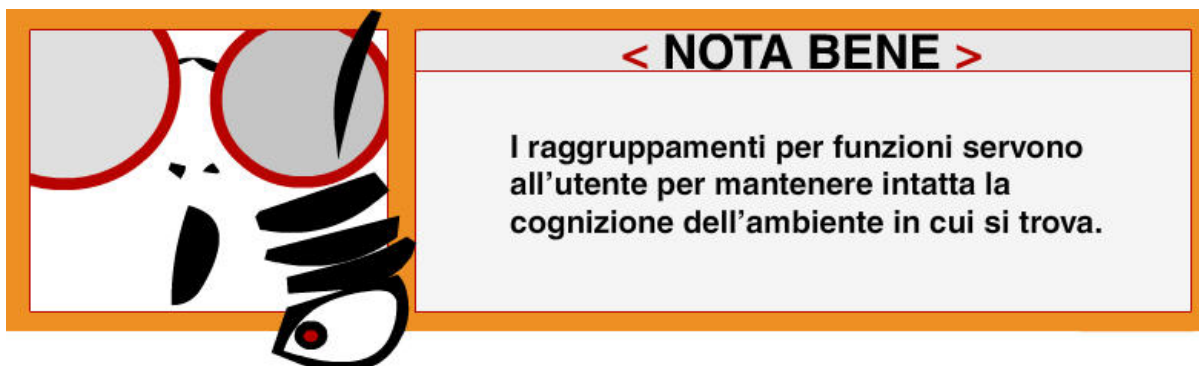 < NOTA BENE >
I raggruppamenti per funzioni servono
all’utente per mantenere intatta la
cognizione dell’ambiente in cui si trova.